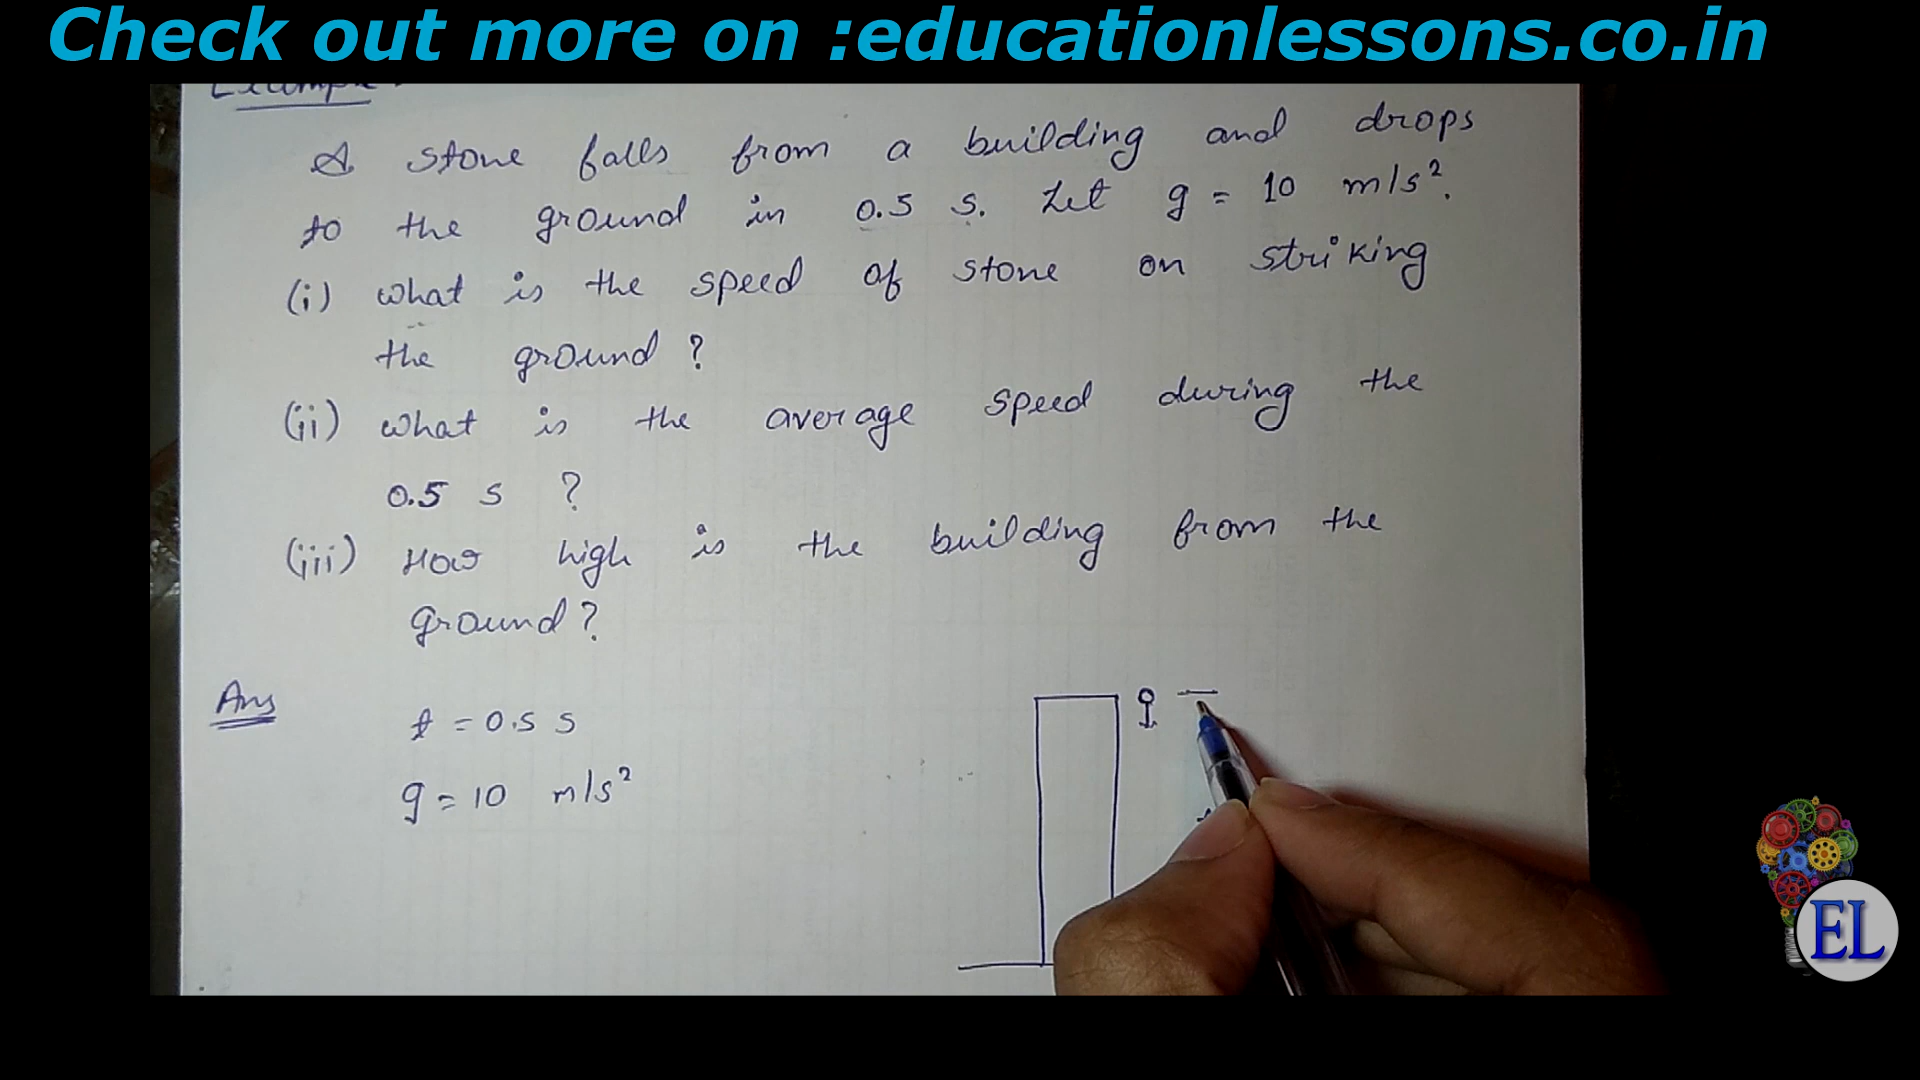 Check out more on :educationlessons.co.in
Example:
A stone falls from a building and drops
to the ground in 0.5 s. Let g = 10 m/s².
(i) what is the speed of stone on striking
the ground ?
(ii) what is the average speed during the
0.5 s ?
(iii) How high is the building from the
ground?
Ans
t = 0.5 s
g = 10 m/s²
EL